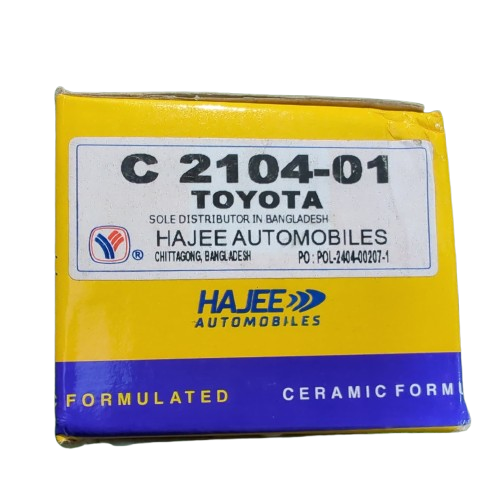 C 2104-01
TOYOTA
SOLE DISTRIBUTOR IN BANGLADESH
HAJEE AUTOMOBILES
CHITTAGONG, BANGLADESH PO : POL-2404-00207-1
®
HAJEE
AUTOMOBILES
C FORMULATED CERAMIC FORMU